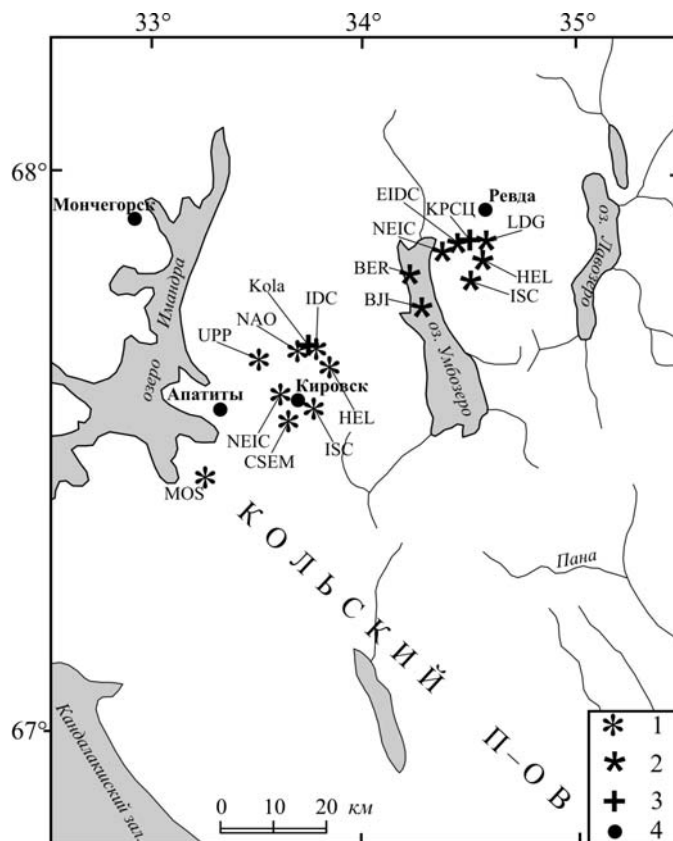 33° 34° 35°
68°
Мончегорск
Ревда
EIDC
КРСЦ
LDG
NEIC
HEL
BER
ISC
BJI
оз. Ловозеро
Имандра
озеро
оз. Умбозеро
Kola
IDC
NAO
UPP
Кировск
Апатиты
HEL
NEIC
ISC
CSEM
MOS
КОЛЬСКИЙ П–ОВ
Пана
67°
Кандалакшский зал.
0 10 20 км
1
2
3
4